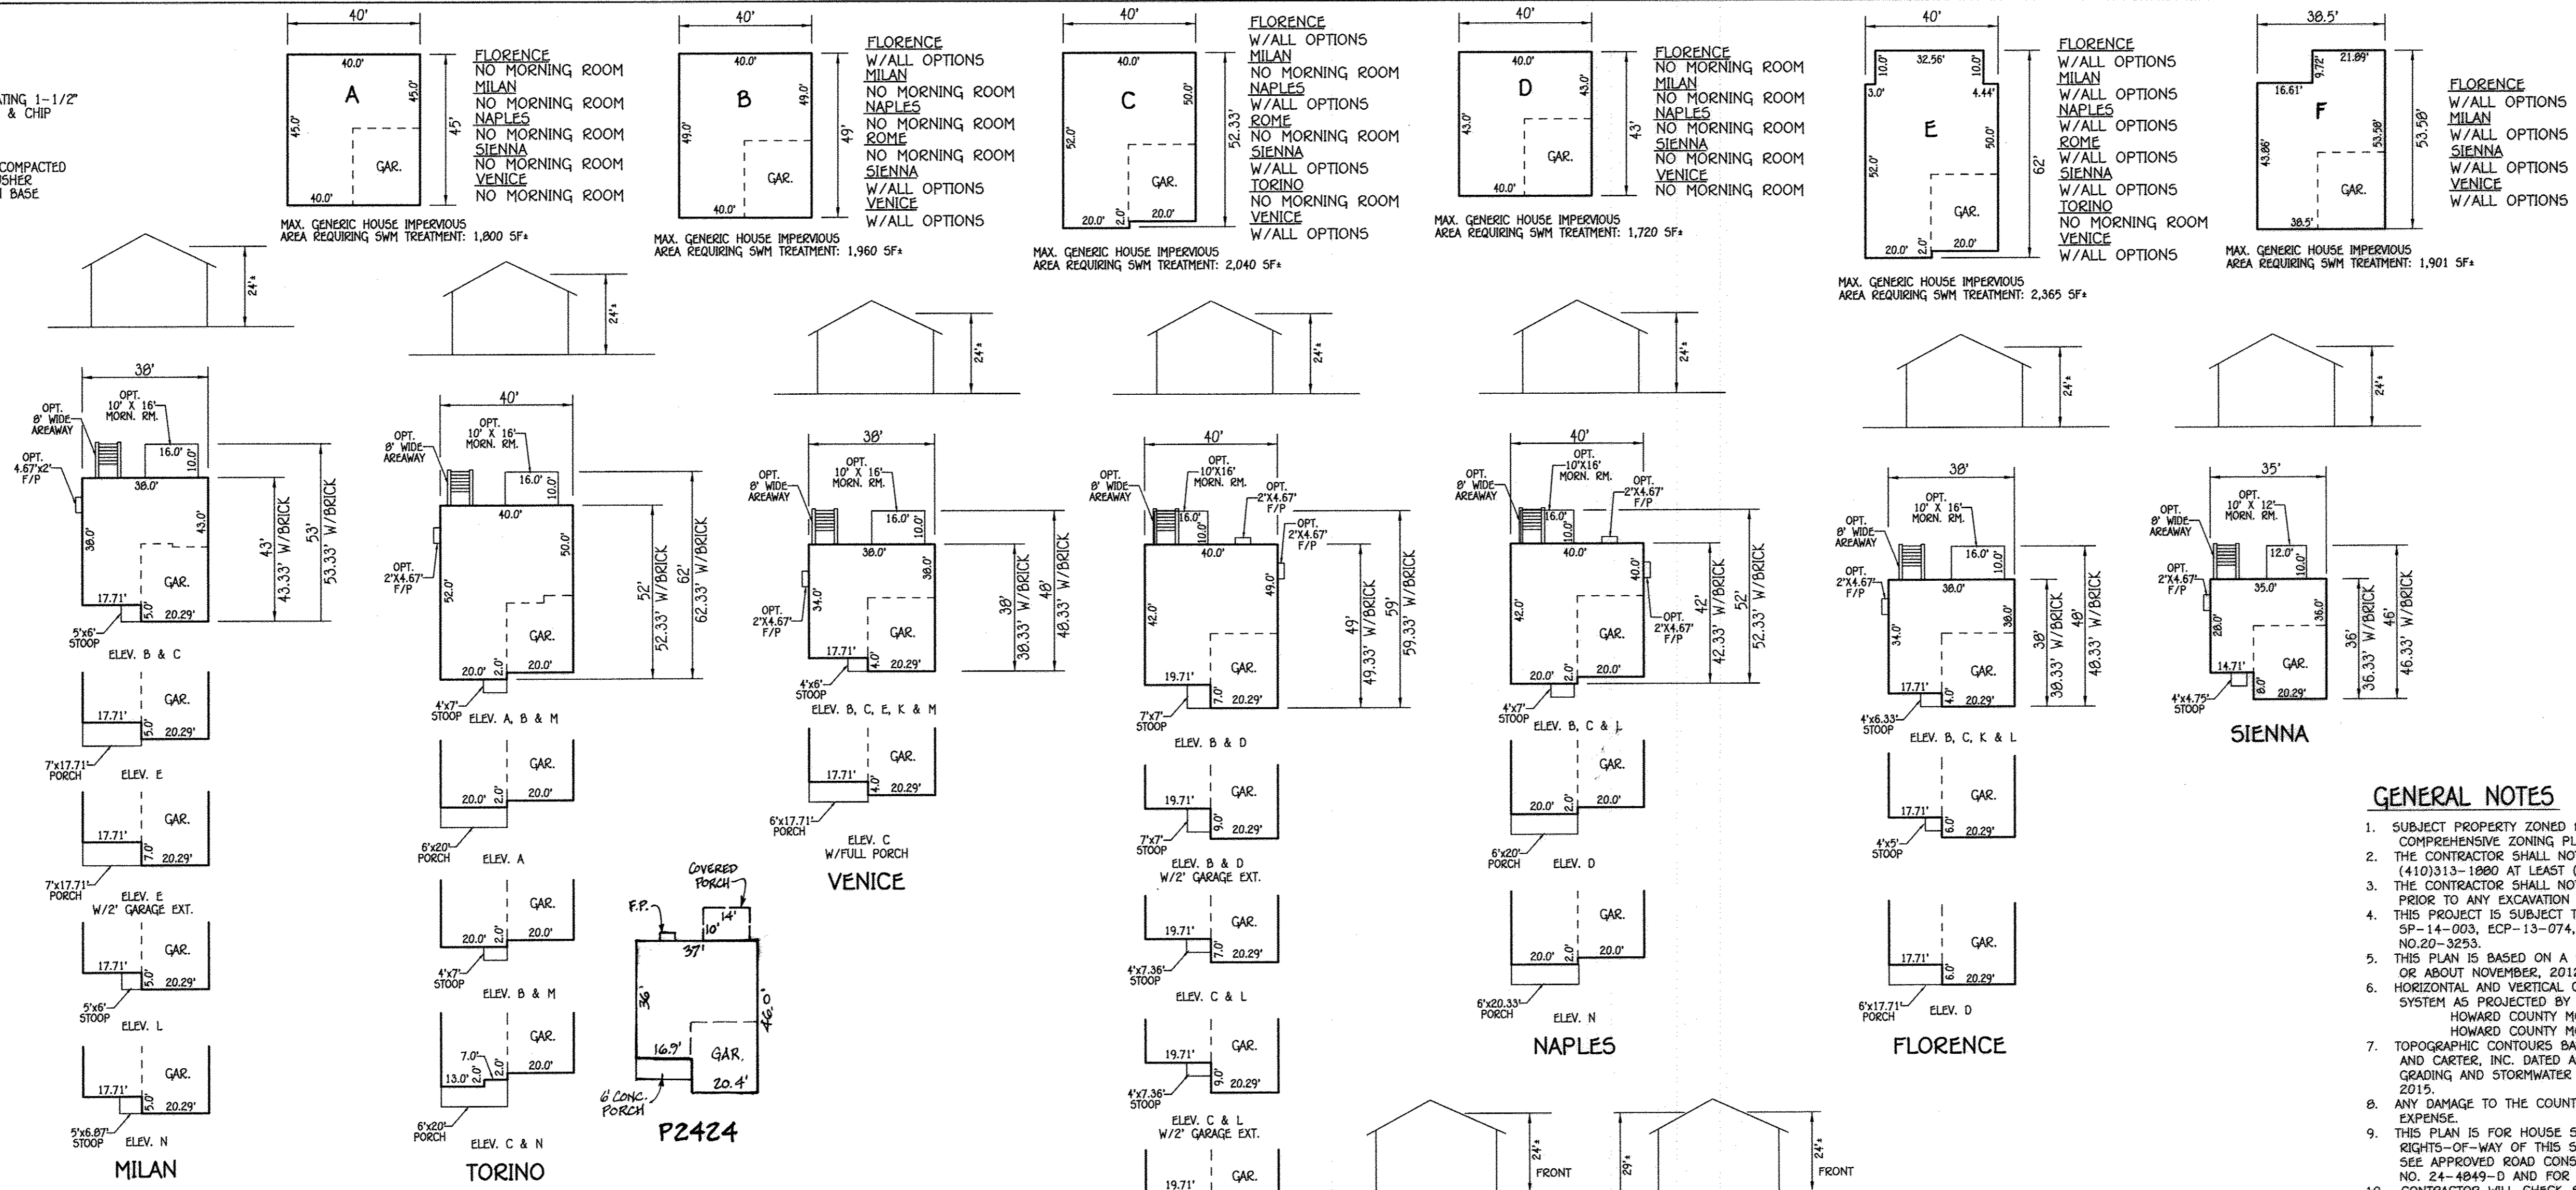 ATING 1-1/2"
& CHIP
COMPACTED
USHER
BASE
40'
40.0'
45.0'
45.0'
45'
A
GAR.
40.0'
FLORENCE
NO MORNING ROOM
MILAN
NO MORNING ROOM
NAPLES
NO MORNING ROOM
SIENNA
NO MORNING ROOM
VENICE
NO MORNING ROOM
MAX. GENERIC HOUSE IMPERVIOUS
AREA REQUIRING SWM TREATMENT: 1,800 SF±
40'
40.0'
49.0'
49.0'
49'
B
GAR.
40.0'
FLORENCE
W/ALL OPTIONS
MILAN
NO MORNING ROOM
NAPLES
NO MORNING ROOM
ROME
NO MORNING ROOM
SIENNA
W/ALL OPTIONS
VENICE
W/ALL OPTIONS
MAX. GENERIC HOUSE IMPERVIOUS
AREA REQUIRING SWM TREATMENT: 1,960 SF±
40'
40.0'
50.0'
52.0'
52.33'
C
GAR.
20.0'
2.0'
20.0'
FLORENCE
W/ALL OPTIONS
MILAN
NO MORNING ROOM
NAPLES
W/ALL OPTIONS
ROME
NO MORNING ROOM
SIENNA
W/ALL OPTIONS
TORINO
NO MORNING ROOM
VENICE
W/ALL OPTIONS
MAX. GENERIC HOUSE IMPERVIOUS
AREA REQUIRING SWM TREATMENT: 2,040 SF±
40'
40.0'
43.0'
43.0'
43'
D
GAR.
40.0'
FLORENCE
NO MORNING ROOM
MILAN
NO MORNING ROOM
NAPLES
NO MORNING ROOM
SIENNA
NO MORNING ROOM
VENICE
NO MORNING ROOM
MAX. GENERIC HOUSE IMPERVIOUS
AREA REQUIRING SWM TREATMENT: 1,720 SF±
40'
10.0'
32.56'
10.0'
3.0'
4.44'
52.0'
50.0'
62'
E
GAR.
20.0'
2.0'
20.0'
FLORENCE
W/ALL OPTIONS
MILAN
W/ALL OPTIONS
NAPLES
W/ALL OPTIONS
ROME
W/ALL OPTIONS
SIENNA
W/ALL OPTIONS
TORINO
NO MORNING ROOM
VENICE
W/ALL OPTIONS
MAX. GENERIC HOUSE IMPERVIOUS
AREA REQUIRING SWM TREATMENT: 2,365 SF±
38.5'
21.89'
9.72'
16.61'
43.86'
53.58'
53.58'
F
GAR.
38.5'
FLORENCE
W/ALL OPTIONS
MILAN
W/ALL OPTIONS
SIENNA
W/ALL OPTIONS
VENICE
W/ALL OPTIONS
MAX. GENERIC HOUSE IMPERVIOUS
AREA REQUIRING SWM TREATMENT: 1,901 SF±
24'±
38'
OPT.
8' WIDE
AREAWAY
OPT.
10' X 16'
MORN. RM.
OPT.
4.67'x2'
F/P
16.0'
10.0'
38.0'
38.0'
43.0'
43'
43.33' W/BRICK
53'
53.33' W/BRICK
GAR.
17.71'
5.0'
20.29'
5'x6'
STOOP
ELEV. B & C
GAR.
17.71'
5.0'
20.29'
7'x17.71'
PORCH
ELEV. E
GAR.
17.71'
7.0'
20.29'
7'x17.71'
PORCH
ELEV. E
W/2' GARAGE EXT.
GAR.
17.71'
5.0'
20.29'
5'x6'
STOOP
ELEV. L
GAR.
17.71'
5.0'
20.29'
5'x6.87'
STOOP
ELEV. N
MILAN
24'±
40'
OPT.
8' WIDE
AREAWAY
OPT.
10' X 16'
MORN. RM.
16.0'
10.0'
40.0'
OPT.
2'X4.67'
F/P
52.0'
50.0'
52'
52.33' W/BRICK
62'
62.33' W/BRICK
GAR.
20.0'
2.0'
20.0'
4'x7'
STOOP
ELEV. A, B & M
GAR.
20.0'
2.0'
20.0'
6'x20'
PORCH
ELEV. A
GAR.
20.0'
2.0'
20.0'
4'x7'
STOOP
ELEV. B & M
GAR.
7.0'
13.0'
2.0'
2.0'
20.0'
6'x20'
PORCH
ELEV. C & N
TORINO
COVERED
PORCH
F.P.
14'
10'
37'
36'
46.0'
16.9'
GAR.
20.4'
6' CONC.
PORCH
P2424
24'±
38'
OPT.
8' WIDE
AREAWAY
OPT.
10' X 16'
MORN. RM.
16.0'
10.0'
38.0'
34.0'
38.0'
OPT.
2'X4.67'
F/P
38'
38.33' W/BRICK
48'
48.33' W/BRICK
GAR.
17.71'
4.0'
20.29'
4'x6'
STOOP
ELEV. B, C, E, K & M
GAR.
17.71'
4.0'
20.29'
6'x17.71'
PORCH
ELEV. C
W/FULL PORCH
VENICE
24'±
40'
OPT.
8' WIDE
AREAWAY
OPT.
10'X16'
MORN. RM.
OPT.
2'X4.67'
F/P
OPT.
2'X4.67'
F/P
16.0'
10.0'
40.0'
42.0'
49.0'
49'
49.33' W/BRICK
59'
59.33' W/BRICK
GAR.
19.71'
7.0'
20.29'
7'x7'
STOOP
ELEV. B & D
GAR.
19.71'
9.0'
20.29'
7'x7'
STOOP
ELEV. B & D
W/2' GARAGE EXT.
GAR.
19.71'
7.0'
20.29'
4'x7.36'
STOOP
ELEV. C & L
GAR.
19.71'
9.0'
20.29'
4'x7.36'
STOOP
ELEV. C & L
W/2' GARAGE EXT.
GAR.
19.71'
24'±
40'
OPT.
8' WIDE
AREAWAY
OPT.
10'X16'
MORN. RM.
OPT.
2'X4.67'
F/P
16.0'
10.0'
40.0'
42.0'
40.0'
OPT.
2'X4.67'
F/P
42'
42.33' W/BRICK
52'
52.33' W/BRICK
GAR.
20.0'
2.0'
20.0'
4'x7'
STOOP
ELEV. B, C & L
GAR.
20.0'
2.0'
20.0'
6'x20'
PORCH
ELEV. D
GAR.
20.0'
2.0'
20.0'
6'x20.33'
PORCH
ELEV. N
NAPLES
24'±
FRONT
29'±
24'±
FRONT
24'±
38'
OPT.
8' WIDE
AREAWAY
OPT.
10' X 16'
MORN. RM.
OPT.
2'X4.67'
F/P
16.0'
10.0'
38.0'
34.0'
38.0'
38'
38.33' W/BRICK
48'
48.33' W/BRICK
GAR.
17.71'
4.0'
20.29'
4'x6.33'
STOOP
ELEV. B, C, K & L
GAR.
17.71'
6.0'
20.29'
4'x5'
STOOP
GAR.
17.71'
6.0'
20.29'
6'x17.71'
PORCH
ELEV. D
FLORENCE
24'±
35'
OPT.
8' WIDE
AREAWAY
OPT.
10' X 12'
MORN. RM.
OPT.
2'X4.67'
F/P
12.0'
10.0'
35.0'
28.0'
36.0'
36'
36.33' W/BRICK
46'
46.33' W/BRICK
GAR.
14.71'
8.0'
20.29'
4'x4.75'
STOOP
SIENNA
GENERAL NOTES
1. SUBJECT PROPERTY ZONED
COMPREHENSIVE ZONING PL
2. THE CONTRACTOR SHALL NOT
(410)313-1880 AT LEAST (
3. THE CONTRACTOR SHALL NOT
PRIOR TO ANY EXCAVATION
4. THIS PROJECT IS SUBJECT T
SP-14-003, ECP-13-074,
NO.20-3253.
5. THIS PLAN IS BASED ON A
OR ABOUT NOVEMBER, 2012
6. HORIZONTAL AND VERTICAL C
SYSTEM AS PROJECTED BY
HOWARD COUNTY MO
HOWARD COUNTY MO
7. TOPOGRAPHIC CONTOURS BA
AND CARTER, INC. DATED A
GRADING AND STORMWATER
2015.
8. ANY DAMAGE TO THE COUNT
EXPENSE.
9. THIS PLAN IS FOR HOUSE S
RIGHTS-OF-WAY OF THIS S
SEE APPROVED ROAD CONS
NO. 24-4849-D AND FOR
10. CONTRACTOR WILL CHECK